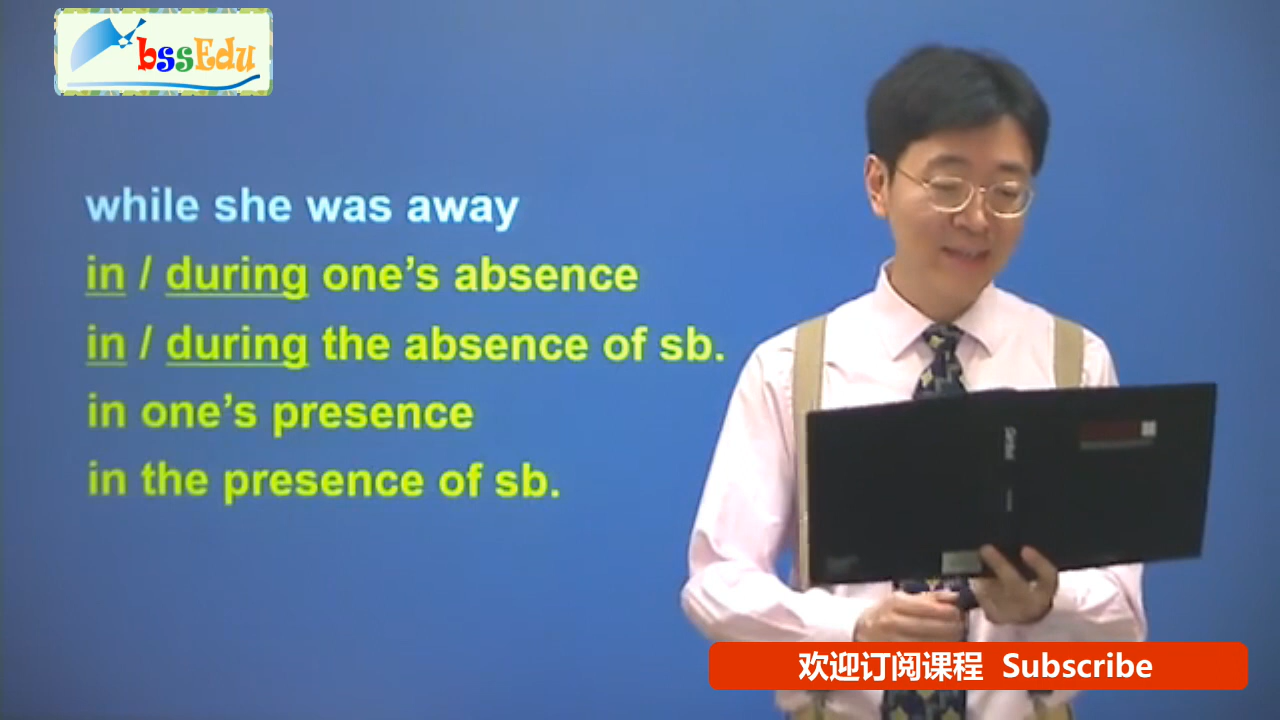 bssEdu
while she was away
in / during one's absence
in / during the absence of sb.
in one's presence
in the presence of sb.
欢迎订阅课程 Subscribe